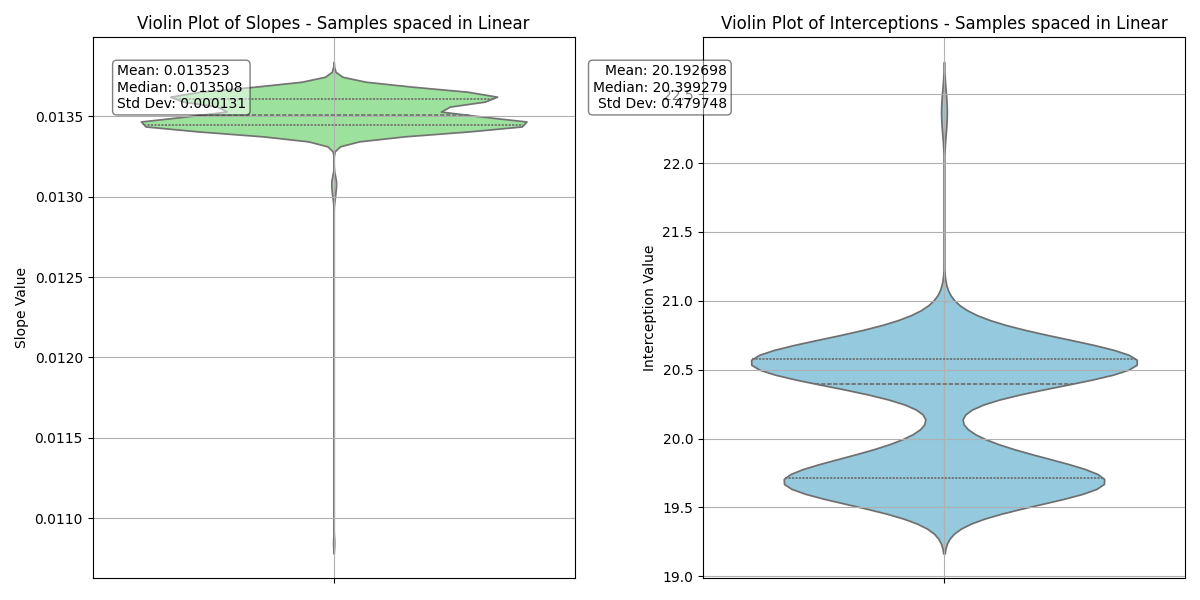 Violin Plot of Slopes - Samples spaced in Linear
Mean: 0.013523
Median: 0.013508
Std Dev: 0.000131
Slope Value
0.0135
0.0130
0.0125
0.0120
0.0115
0.0110
Violin Plot of Interceptions - Samples spaced in Linear
Mean: 20.192698
Median: 20.399279
Std Dev: 0.479748
Interception Value
22.5
22.0
21.5
21.0
20.5
20.0
19.5
19.0